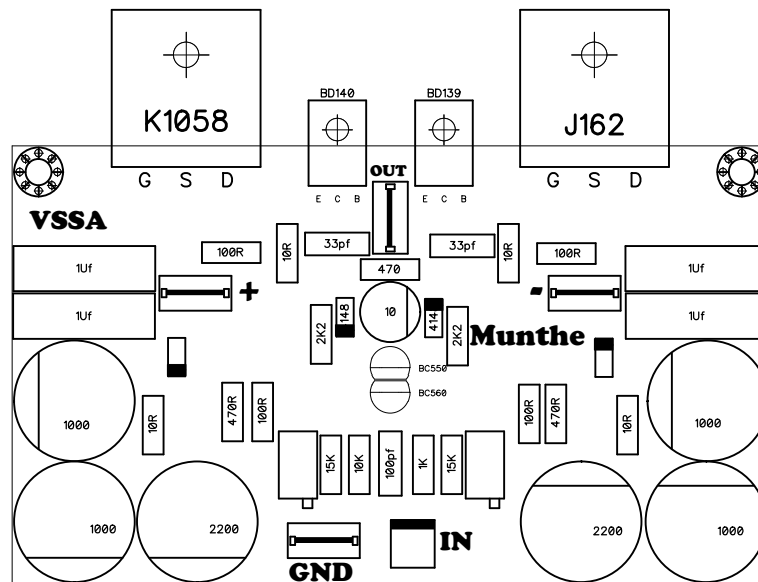 BD140 BD139
K1058 J162
OUT
G S D E C B E C B G S D
VSSA
100R 10R 33pf 33pf 10R 100R
1Uf 470 1Uf
+ -
1Uf 2K2 148 10 414 2K2 Munthe 1Uf
BC550
BC560
1000 10R 470R 100R 100R 470R 10R 1000
15K 10K 100pf 1K 15K
1000 2200 2200 1000
GND IN